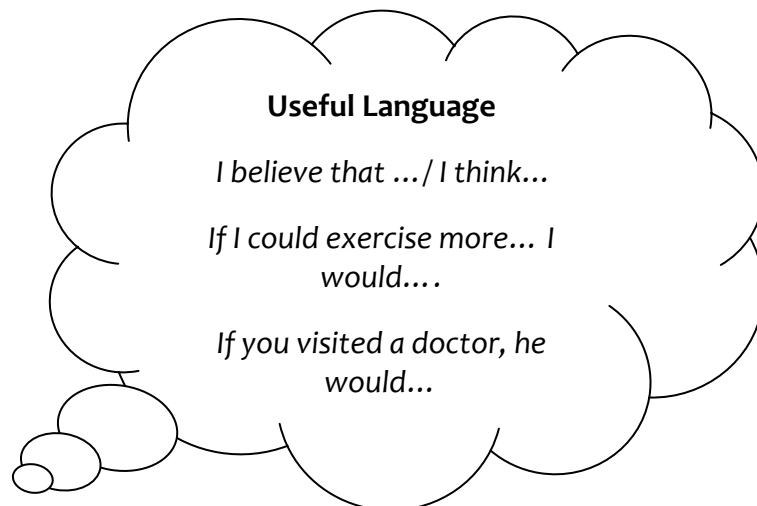 Useful Language
I believe that .../ I think...
If I could exercise more... I
would....
If you visited a doctor, he
would...